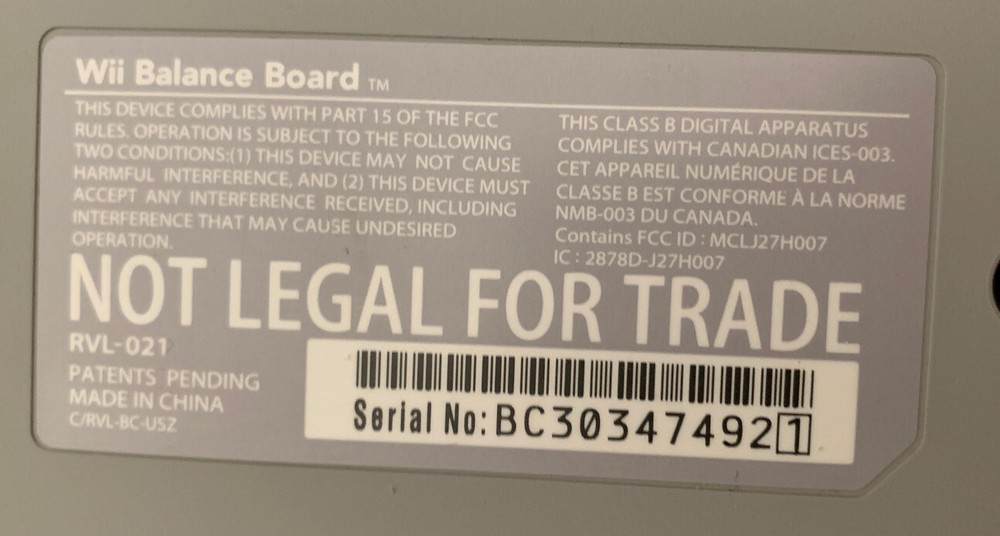 Wii Balance Board ™
THIS DEVICE COMPLIES WITH PART 15 OF THE FCC
RULES. OPERATION IS SUBJECT TO THE FOLLOWING
TWO CONDITIONS:(1) THIS DEVICE MAY NOT CAUSE
HARMFUL INTERFERENCE, AND (2) THIS DEVICE MUST
ACCEPT ANY INTERFERENCE RECEIVED, INCLUDING
INTERFERENCE THAT MAY CAUSE UNDESIRED
OPERATION.
THIS CLASS B DIGITAL APPARATUS
COMPLIES WITH CANADIAN ICES-003.
CET APPAREIL NUMÉRIQUE DE LA
CLASSE B EST CONFORME À LA NORME
NMB-003 DU CANADA.
Contains FCC ID : MCLJ27H007
IC : 2878D-J27H007
NOT LEGAL FOR TRADE
RVL-021
PATENTS PENDING
MADE IN CHINA
C/RVL-BC-USZ
Serial No: BC303474921